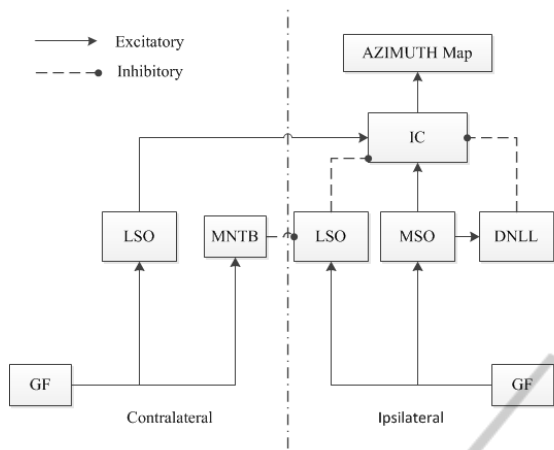 Excitatory
Inhibitory
AZIMUTH Map
IC
LSO
MNTB
LSO
MSO
DNLL
GF
GF
Contralateral
Ipsilateral